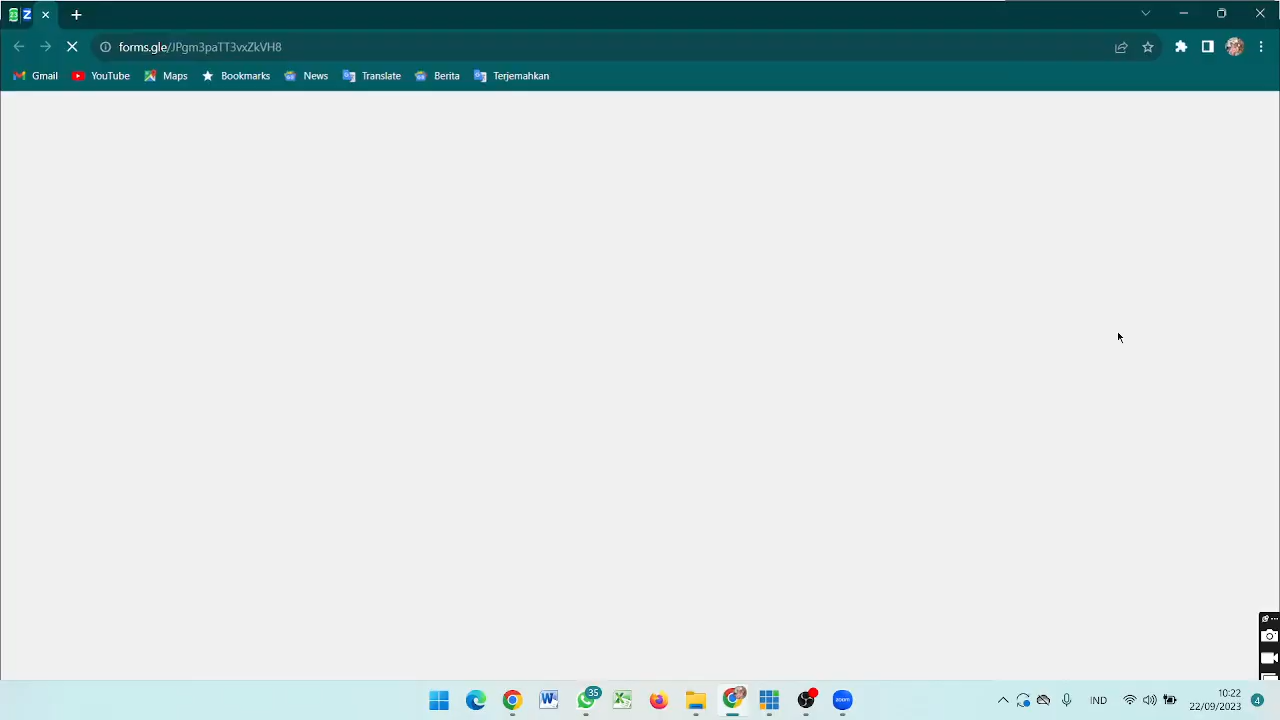 forms.gle/JPgm3paTT3vxZkVH8
Gmail YouTube Maps Bookmarks News Translate Berita Terjemahkan
35
zoom
IND
10:22
22/09/2023
4